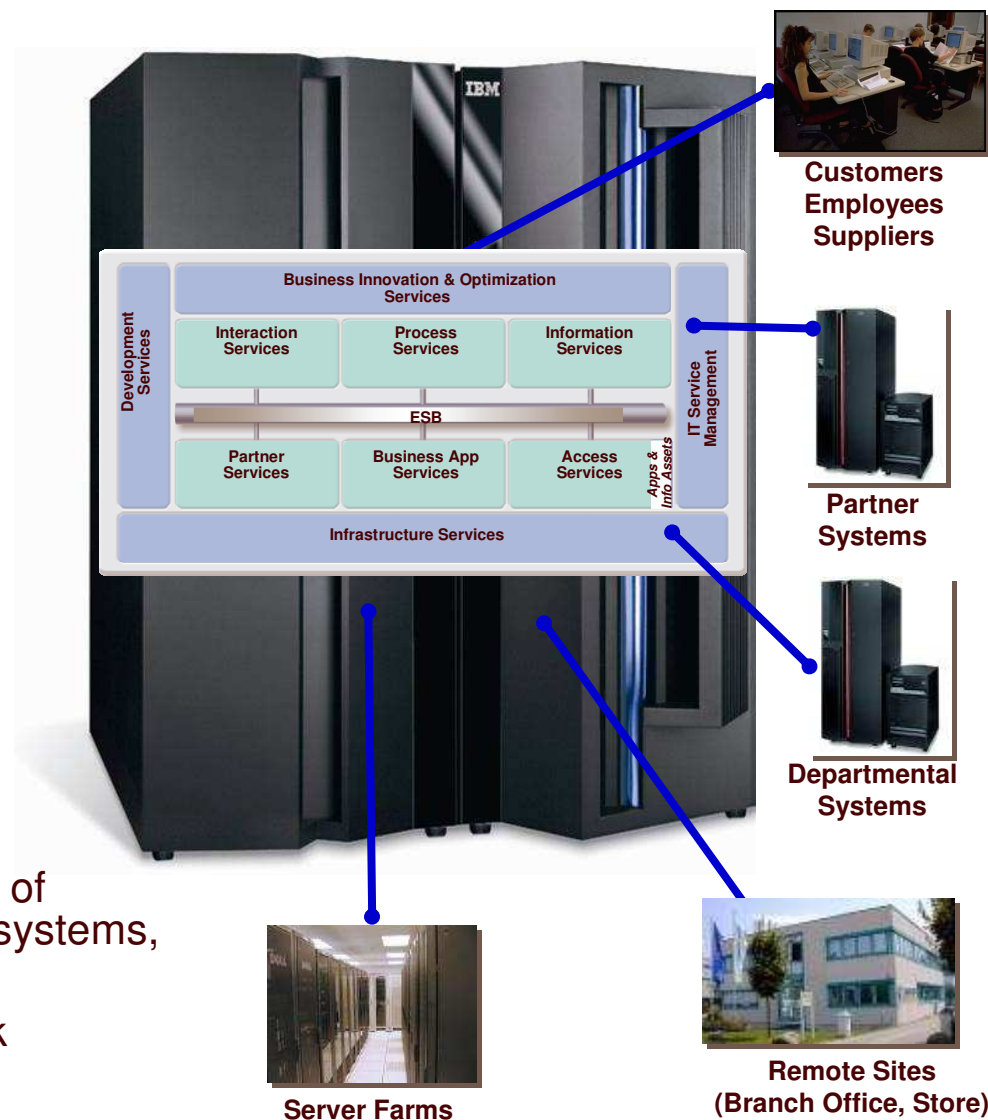 IBM
Customers
Employees
Suppliers
Business Innovation & Optimization
Services
Development
Services
Interaction
Services
Process
Services
Information
Services
IT Service
Management
ESB
Partner
Services
Business App
Services
Access
Services
Apps &
Info Assets
Infrastructure Services
Partner
Systems
Departmental
Systems
of
systems,
k
Server Farms
Remote Sites
(Branch Office, Store)